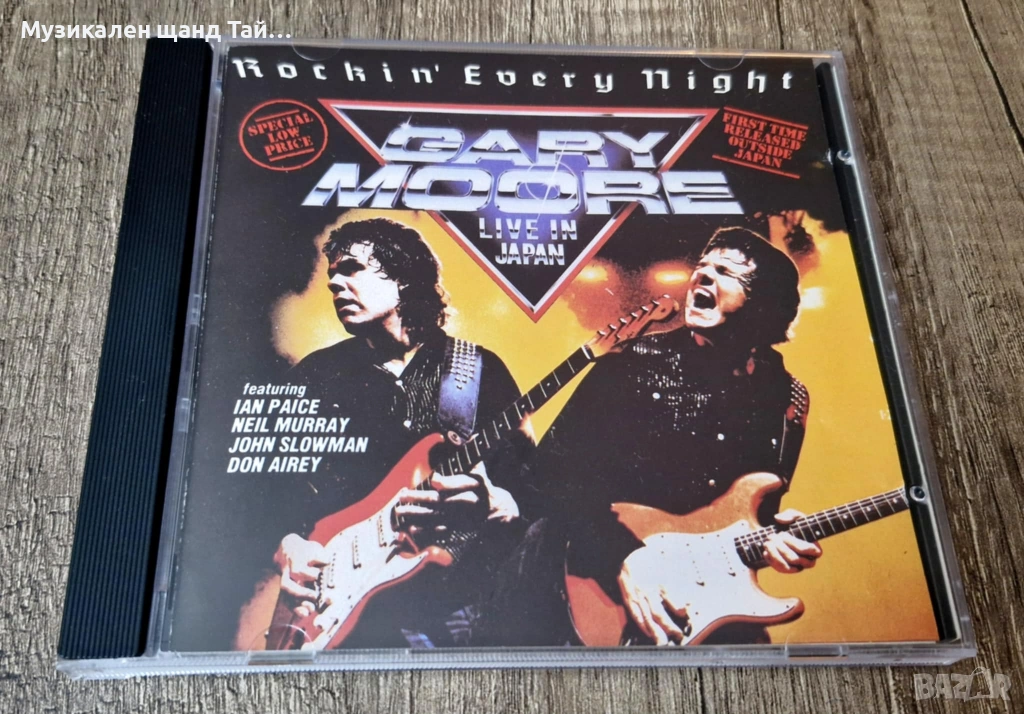 Музикален щанд Тай…
Rockin' Every Night
SPECIAL
LOW
PRICE
FIRST TIME
RELEASED
OUTSIDE
JAPAN
GARY
MOORE
LIVE IN
JAPAN
featuring
IAN PAICE
NEIL MURRAY
JOHN SLOWMAN
DON AIREY
BAZAR